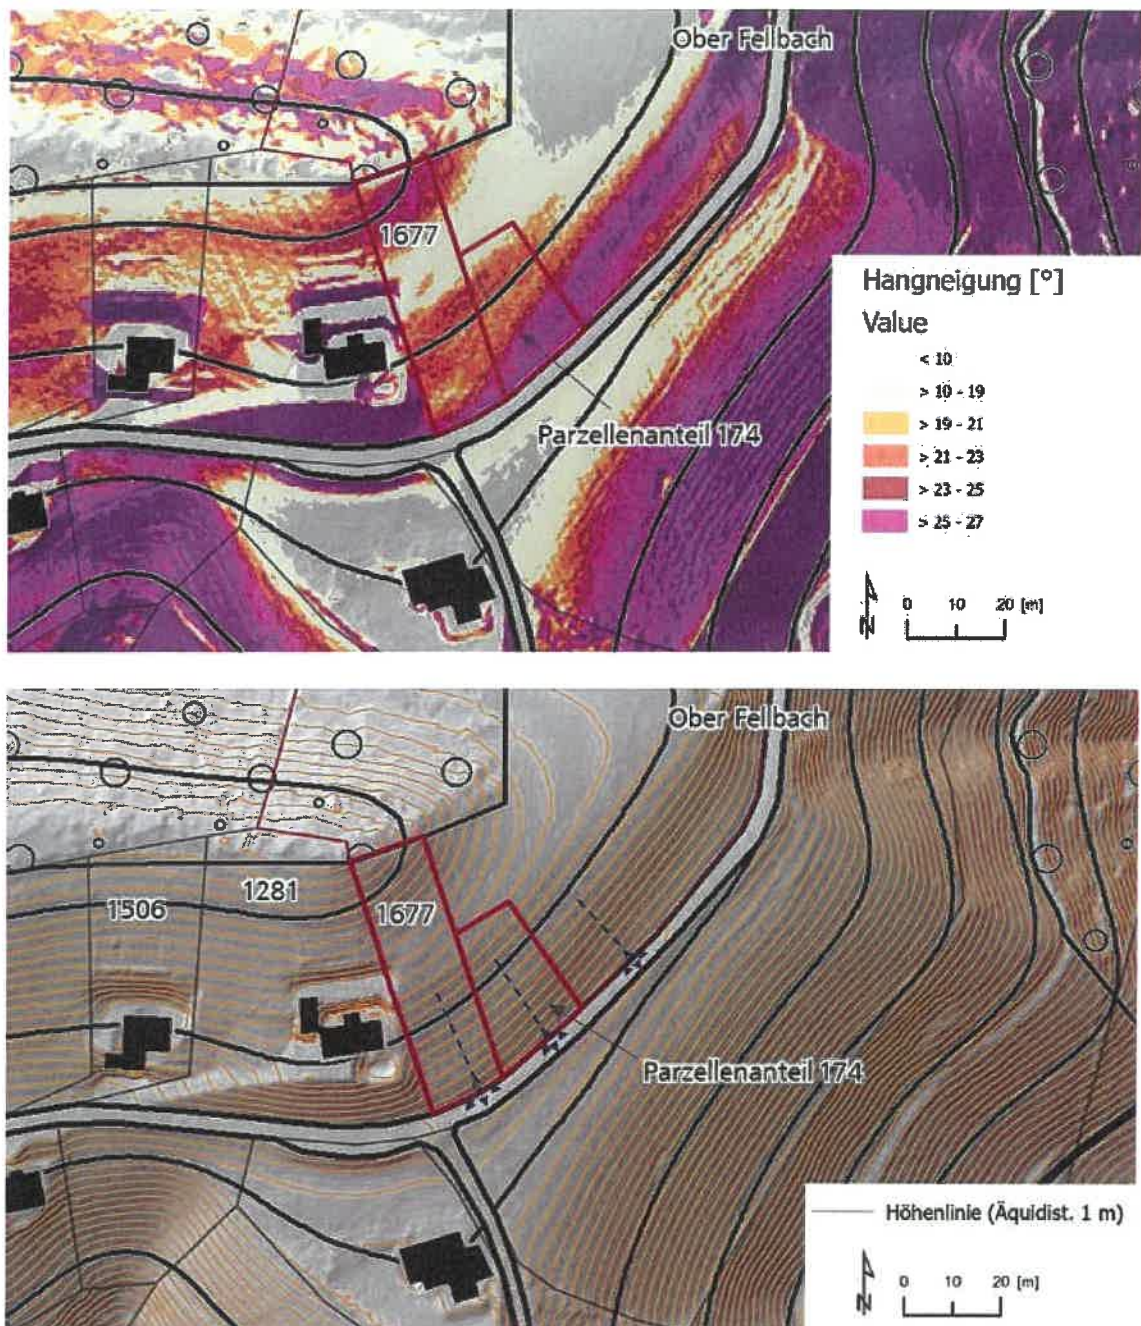 Ober Fellbach
1677
Parzellenanteil 174
Hangneigung [°]
Value
< 10
> 10 - 19
> 19 - 21
> 21 - 23
> 23 - 25
> 25 - 27
N
0 10 20 [m]
Ober Fellbach
1506
1281
1677
Parzellenanteil 174
Höhenlinie (Äquidist. 1 m)
N
0 10 20 [m]